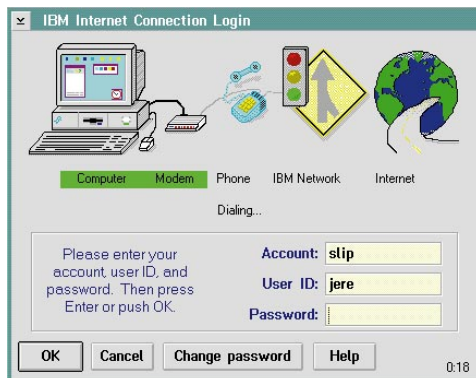 IBM Internet Connection Login
Computer Modem Phone IBM Network Internet
Dialing...
Please enter your
account, user ID, and
password. Then press
Enter or push OK.
Account: slip
User ID: jere
Password:
OK Cancel Change password Help
0:18